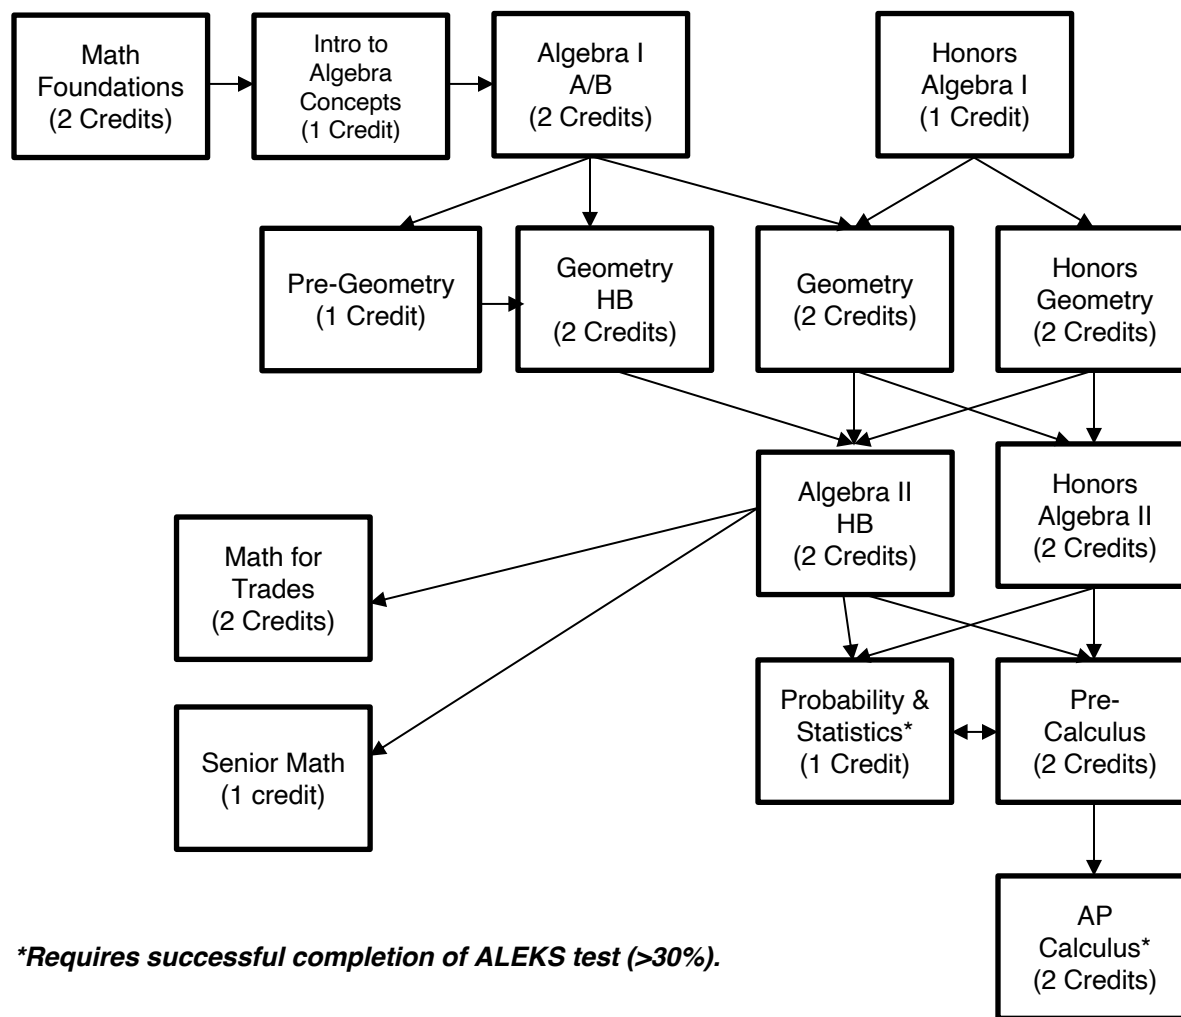 Math
Foundations
(2 Credits)
Intro to
Algebra
Concepts
(1 Credit)
Algebra I
A/B
(2 Credits)
Honors
Algebra I
(1 Credit)
Pre-Geometry
(1 Credit)
Geometry
HB
(2 Credits)
Geometry
(2 Credits)
Honors
Geometry
(2 Credits)
Algebra II
HB
(2 Credits)
Honors
Algebra II
(2 Credits)
Math for
Trades
(2 Credits)
Probability &
Statistics*
(1 Credit)
Pre-
Calculus
(2 Credits)
Senior Math
(1 credit)
AP
Calculus*
(2 Credits)
*Requires successful completion of ALEKS test (>30%).